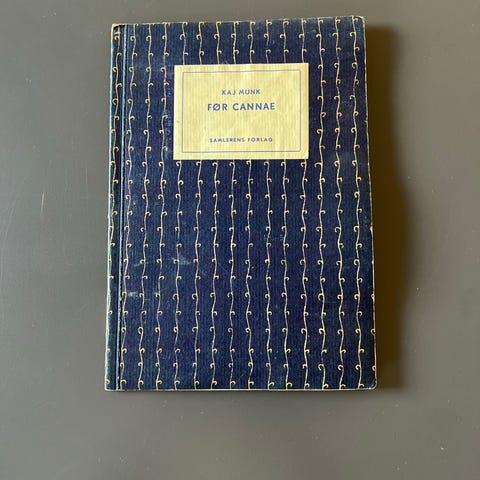 KAJ MUNK
FØR CANNAE
SAMLERENS FORLAG